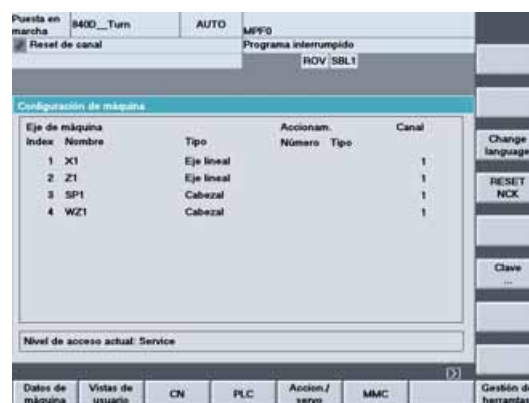 Puesta en marcha
840D__Turn
AUTO
MPF0
Reset de canal
Programa interrumpido
ROV SBL1
Configuración de máquina
Eje de máquina Accionam. Canal
Index Nombre Tipo Número Tipo
1 X1 Eje lineal 1
2 Z1 Eje lineal 1
3 SP1 Cabezal 1
4 WZ1 Cabezal 1
Nivel de acceso actual: Service
Change language
RESET NCK
Clave ...
Datos de máquina
Vistas de usuario
CN
PLC
Accion./ servo
MMC
Gestión de